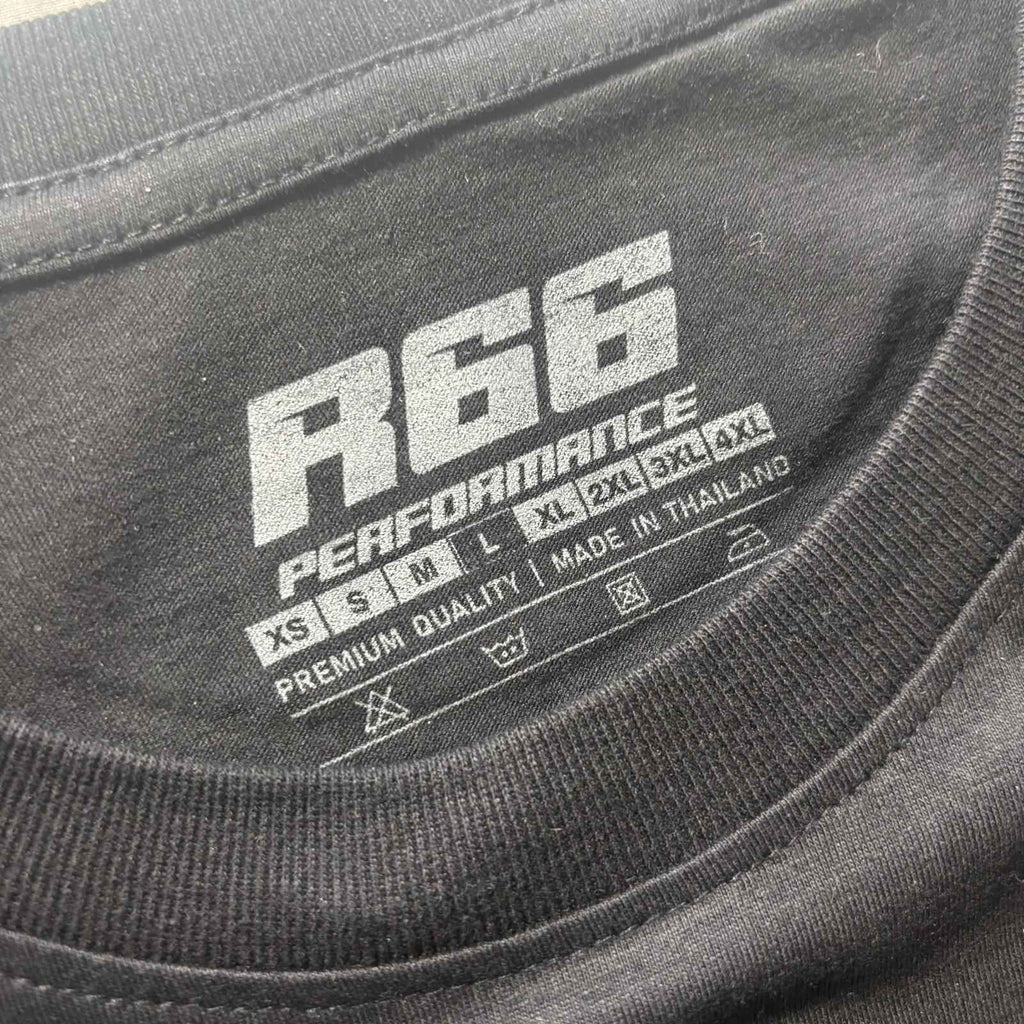 R66
PERFORMANCE
XS S M L XL 2XL 3XL 4XL
PREMIUM QUALITY | MADE IN THAILAND